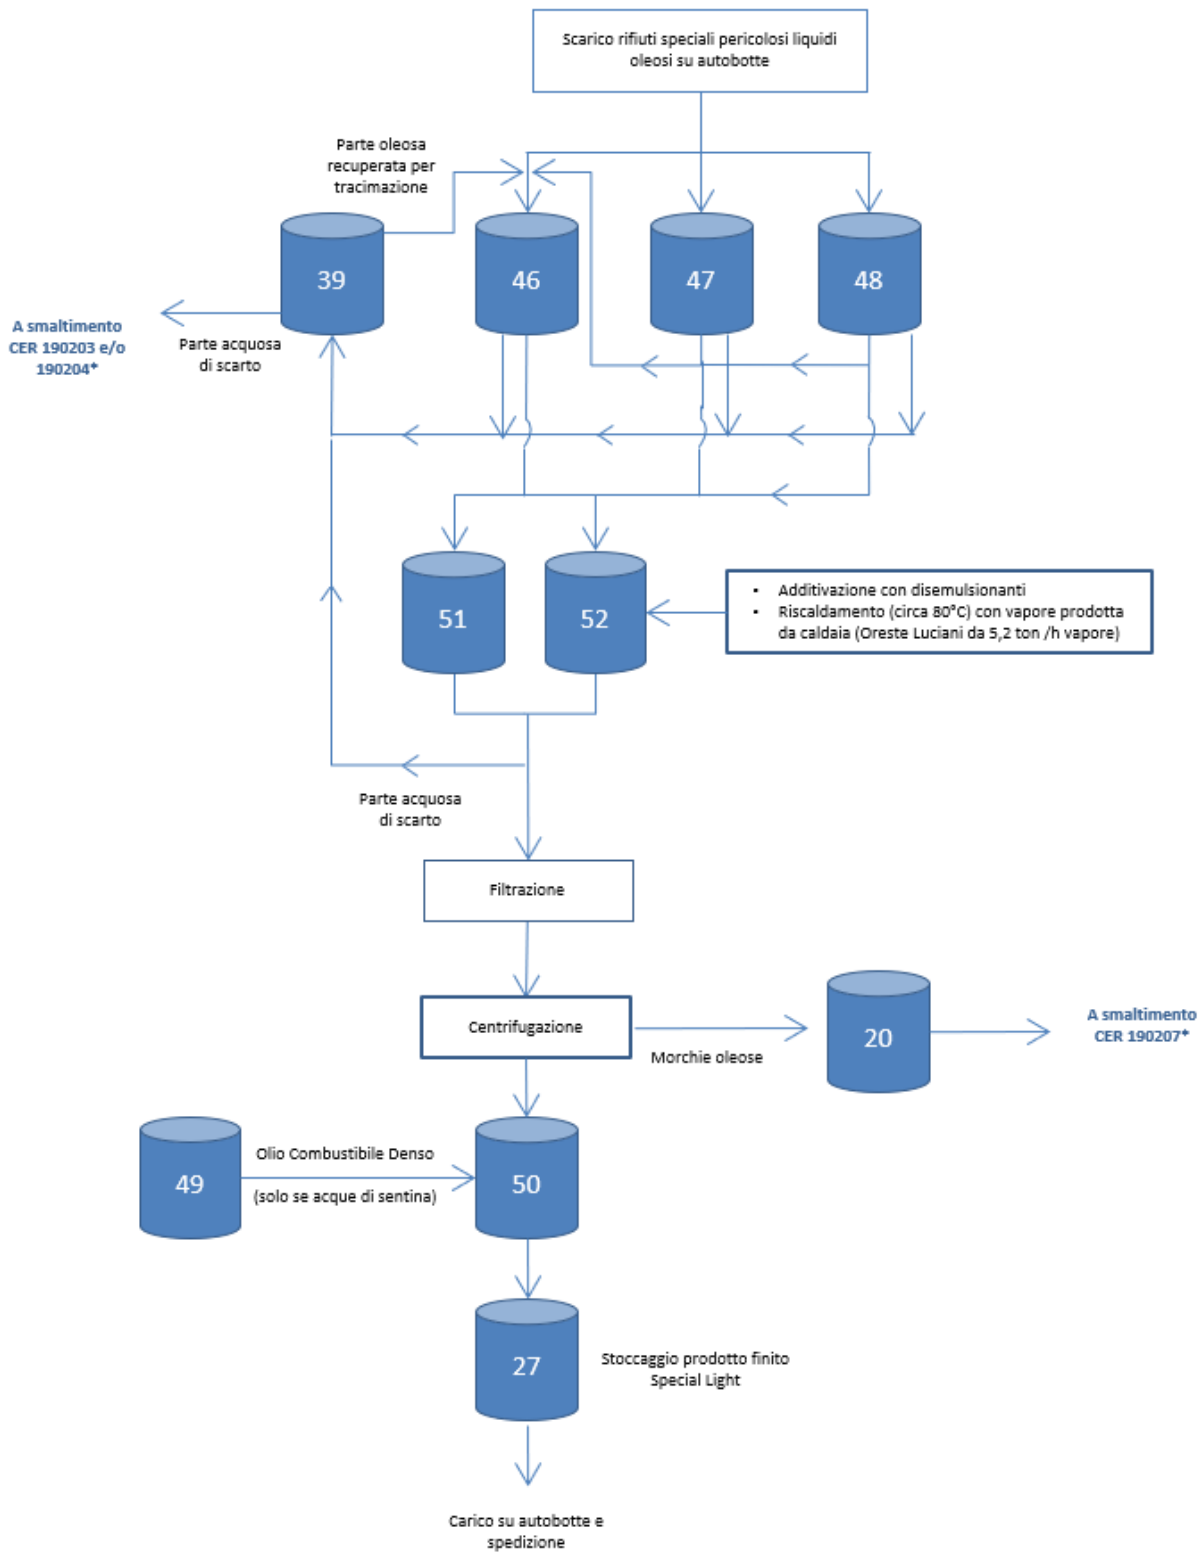 Scarico rifiuti speciali pericolosi liquidi
oleosi su autobotte
Parte oleosa
recuperata per
tracimazione
39
46
47
48
A smaltimento
CER 190203 e/o
190204*
Parte acquosa
di scarto
51
52
▪ Additivazione con disemulsionanti
▪ Riscaldamento (circa 80°C) con vapore prodotta
da caldaia (Oreste Luciani da 5,2 ton /h vapore)
Parte acquosa
di scarto
Filtrazione
Centrifugazione
Morchie oleose
20
A smaltimento
CER 190207*
49
Olio Combustibile Denso
(solo se acque di sentina)
50
27
Stoccaggio prodotto finito
Special Light
Carico su autobotte e
spedizione